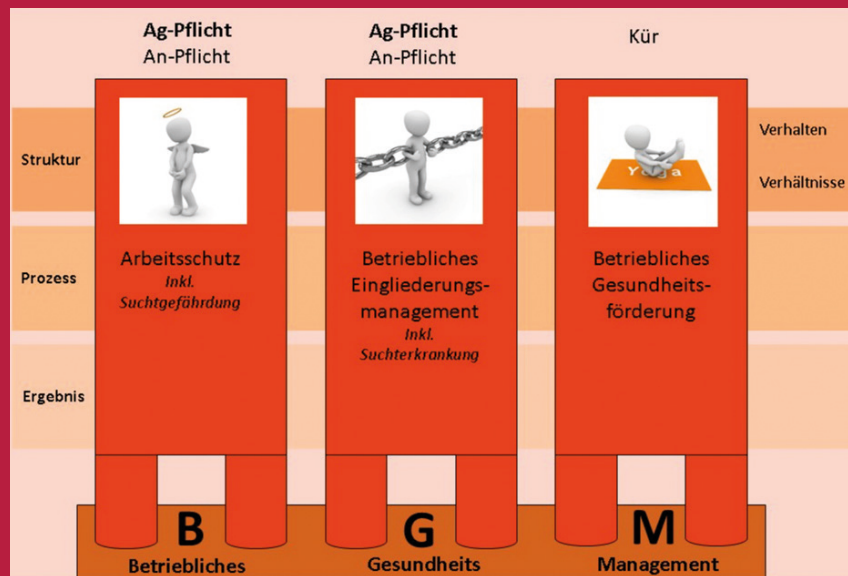 Ag-Pflicht
An-Pflicht
Ag-Pflicht
An-Pflicht
Kür
Struktur
Prozess
Ergebnis
Arbeitsschutz
Inkl.
Suchtgefährdung
Betriebliches
Eingliederungs-
management
Inkl.
Suchterkrankung
Yoga
Betriebliches
Gesundheits-
förderung
Verhalten
Verhältnisse
B
Betriebliches
G
Gesundheits
M
Management